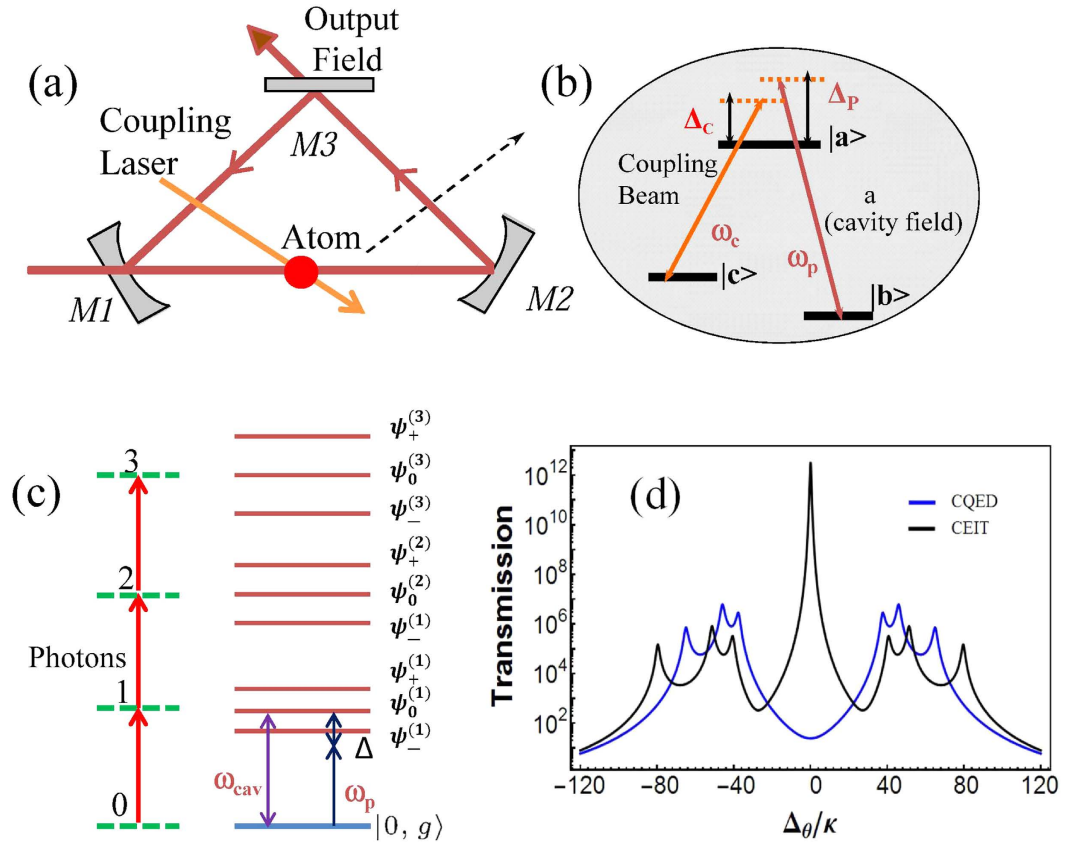 (a)
Output
Field
Coupling
Laser
M3
Atom
M1
M2
(b)
Δ_C
Δ_P
|a>
Coupling
Beam
a
(cavity field)
ω_c
ω_p
|c>
|b>
(c)
3
2
Photons
1
0
ψ_+^(3)
ψ_0^(3)
ψ_-^(3)
ψ_+^(2)
ψ_0^(2)
ψ_-^(1)
ψ_+^(1)
ψ_0^(1)
ψ_-^(1)
Δ
ω_cav
ω_p
|0, g⟩
(d)
CQED
CEIT
Transmission
10^12
10^10
10^8
10^6
10^4
10^2
−120 −80 −40 0 40 80 120
Δ_θ/κ